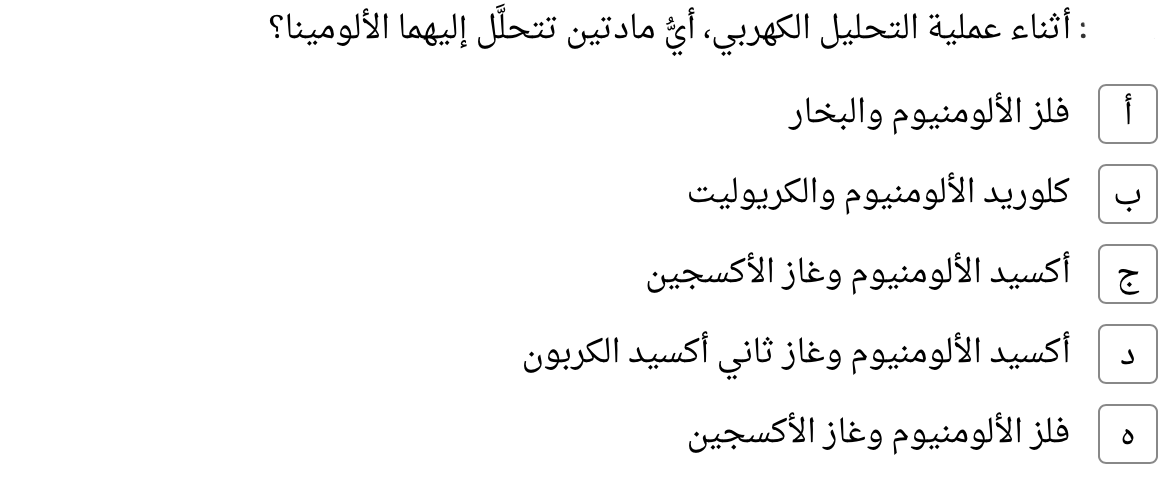 : أثناء عملية التحليل الكهربي، أيُّ مادتين تتحلَّل إليهما الألومينا؟
أ فلز الألومنيوم والبخار
ب كلوريد الألومنيوم والكريوليت
ج أكسيد الألومنيوم وغاز الأكسجين
د أكسيد الألومنيوم وغاز ثاني أكسيد الكربون
ه فلز الألومنيوم وغاز الأكسجين